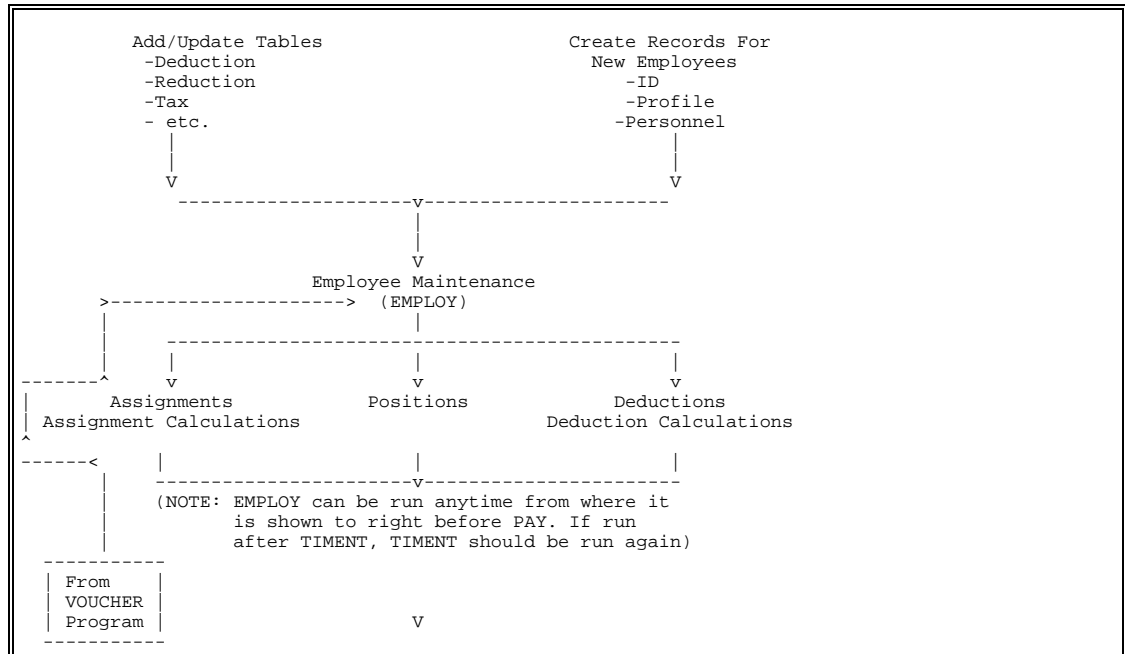 Add/Update Tables
-Deduction
-Reduction
-Tax
- etc.
Create Records For
New Employees
-ID
-Profile
-Personnel
Employee Maintenance
(EMPLOY)
Assignments
Assignment Calculations
Positions
Deductions
Deduction Calculations
(NOTE: EMPLOY can be run anytime from where it
is shown to right before PAY. If run
after TIMENT, TIMENT should be run again)
From
VOUCHER
Program